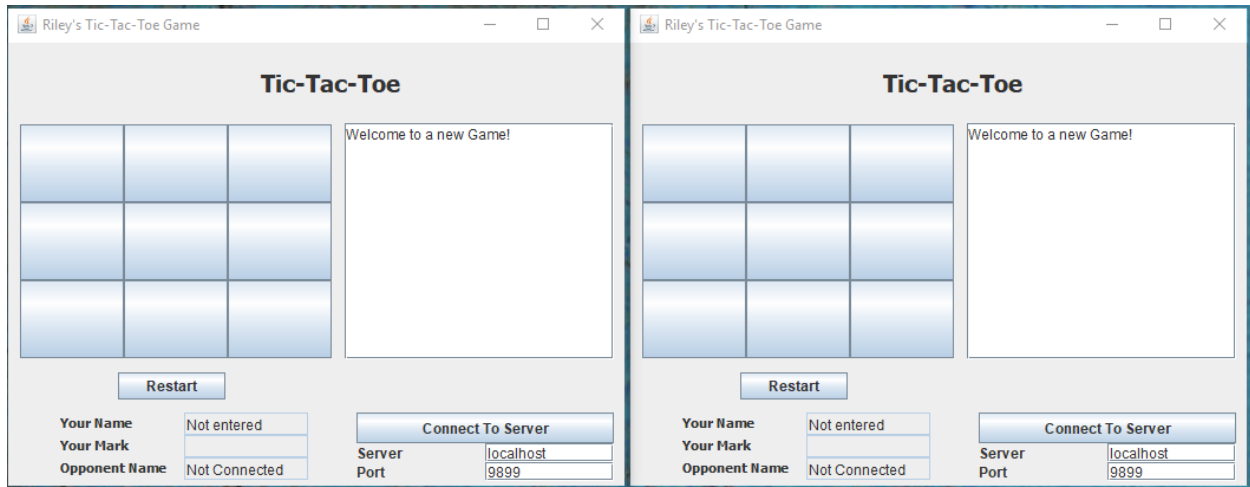 Riley's Tic-Tac-Toe Game
Tic-Tac-Toe
Welcome to a new Game!
Restart
Your Name Not entered
Your Mark
Opponent Name Not Connected
Connect To Server
Server localhost
Port 9899
Riley's Tic-Tac-Toe Game
Tic-Tac-Toe
Welcome to a new Game!
Restart
Your Name Not entered
Your Mark
Opponent Name Not Connected
Connect To Server
Server localhost
Port 9899